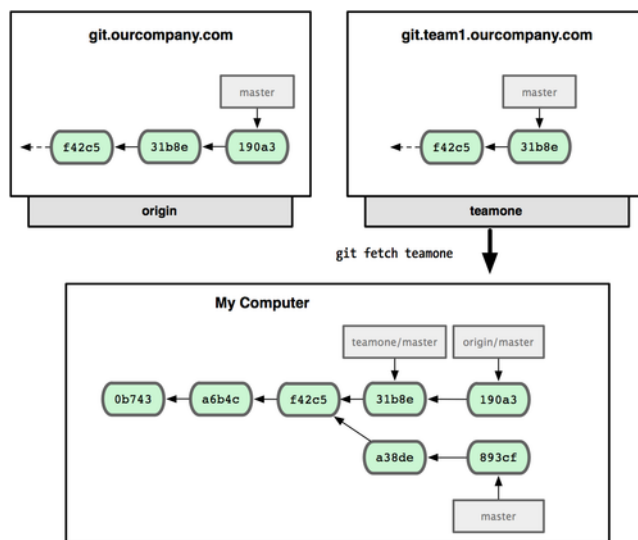 git.ourcompany.com
master
f42c5 31b8e 190a3
origin
git.team1.ourcompany.com
master
f42c5 31b8e
teamone
git fetch teamone
My Computer
teamone/master origin/master
0b743 a6b4c f42c5 31b8e 190a3
a38de 893cf
master